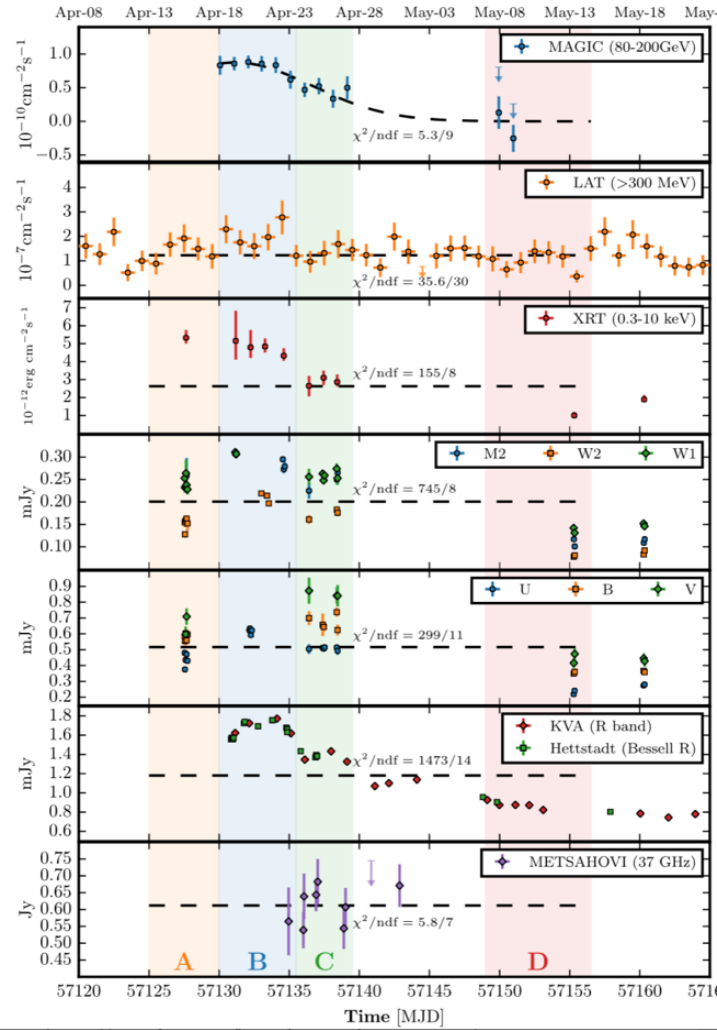 Apr-08 Apr-13 Apr-18 Apr-23 Apr-28 May-03 May-08 May-13 May-18 May-
1.0
0.5
0.0
−0.5
10⁻¹⁰cm⁻²s⁻¹
MAGIC (80-200GeV)
χ²/ndf = 5.3/9
4
3
2
1
0
10⁻⁷cm⁻²s⁻¹
LAT (>300 MeV)
χ²/ndf = 35.6/30
7
6
5
4
3
2
1
10⁻¹²erg cm⁻²s⁻¹
XRT (0.3-10 keV)
χ²/ndf = 155/8
0.30
0.25
0.20
0.15
0.10
mJy
M2 W2 W1
χ²/ndf = 745/8
0.9
0.8
0.7
0.6
0.5
0.4
0.3
0.2
mJy
U B V
χ²/ndf = 299/11
1.8
1.6
1.4
1.2
1.0
0.8
0.6
mJy
KVA (R band)
Hettstadt (Bessell R)
χ²/ndf = 1473/14
0.75
0.70
0.65
0.60
0.55
0.50
0.45
Jy
METSAHOVI (37 GHz)
χ²/ndf = 5.8/7
A B C D
57120 57125 57130 57135 57140 57145 57150 57155 57160 5716
Time [MJD]